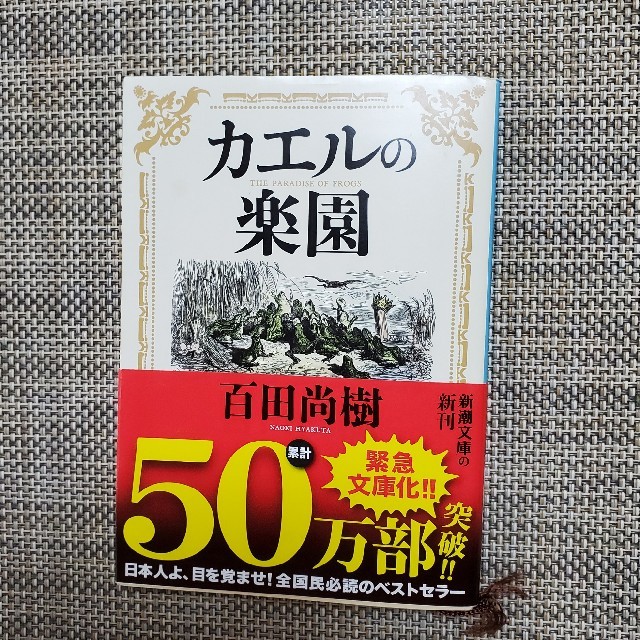 カエルの
THE PARADISE OF FROGS
楽園
百田尚樹
NAOKI HYAKUTA
新潮文庫の
新刊
累計
50万部
突破!!
緊急
文庫化!!
日本人よ、目を覚ませ!全国民必読のベストセラー